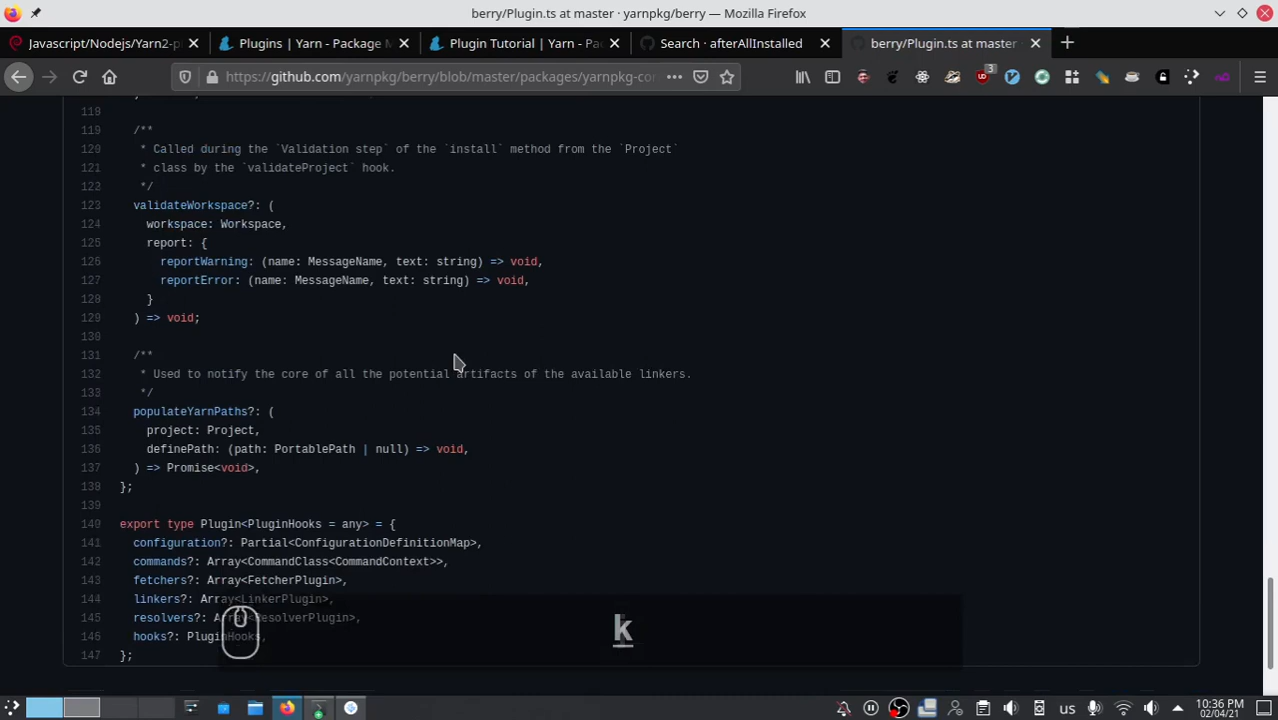 berry/Plugin.ts at master · yarnpkg/berry — Mozilla Firefox
Javascript/Nodejs/Yarn2-p
Plugins | Yarn - Package M
Plugin Tutorial | Yarn - Pa
Search · afterAllInstalled
berry/Plugin.ts at master
https://github.com/yarnpkg/berry/blob/master/packages/yarnpkg-co
3
118
119 /**
120 * Called during the `Validation step` of the `install` method from the `Project`
121 * class by the `validateProject` hook.
122 */
123 validateWorkspace?: (
124 workspace: Workspace,
125 report: {
126 reportWarning: (name: MessageName, text: string) => void,
127 reportError: (name: MessageName, text: string) => void,
128 }
129 ) => void;
130
131 /**
132 * Used to notify the core of all the potential artifacts of the available linkers.
133 */
134 populateYarnPaths?: (
135 project: Project,
136 definePath: (path: PortablePath | null) => void,
137 ) => Promise<void>,
138 };
139
140 export type Plugin<PluginHooks = any> = {
141 configuration?: Partial<ConfigurationDefinitionMap>,
142 commands?: Array<CommandClass<CommandContext>>,
143 fetchers?: Array<FetcherPlugin>,
144 linkers?: Array<LinkerPlugin>,
145 resolvers?: Array<ResolverPlugin>,
146 hooks?: PluginHooks,
147 };
k
us
10:36 PM
02/04/21